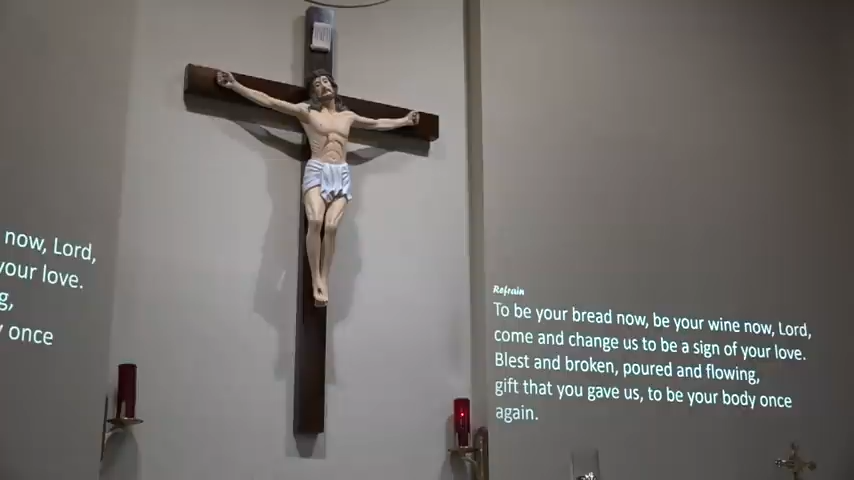 now, Lord,
your love.
g,
y once
Refrain
To be your bread now, be your wine now, Lord,
come and change us to be a sign of your love.
Blest and broken, poured and flowing,
gift that you gave us, to be your body once
again.